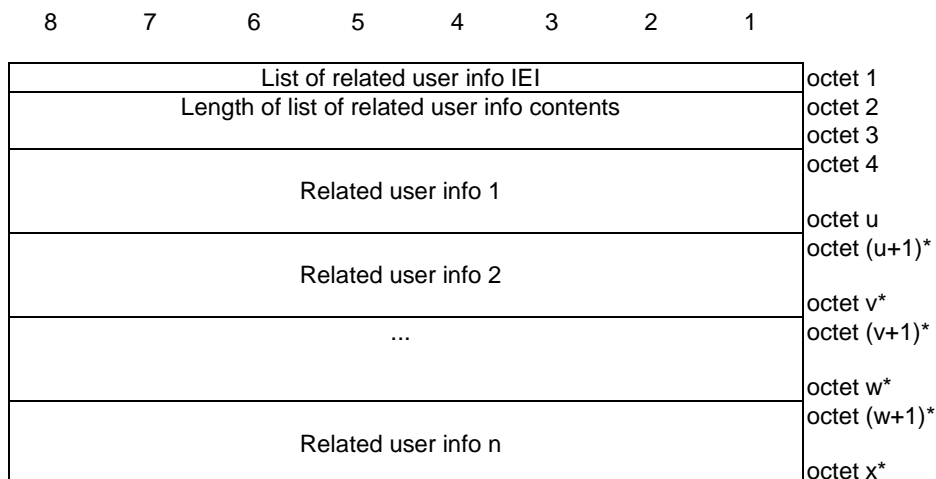 8 7 6 5 4 3 2 1
List of related user info IEI octet 1
Length of list of related user info contents octet 2
octet 3
octet 4
Related user info 1
octet u
octet (u+1)*
Related user info 2
octet v*
... octet (v+1)*
octet w*
octet (w+1)*
Related user info n
octet x*